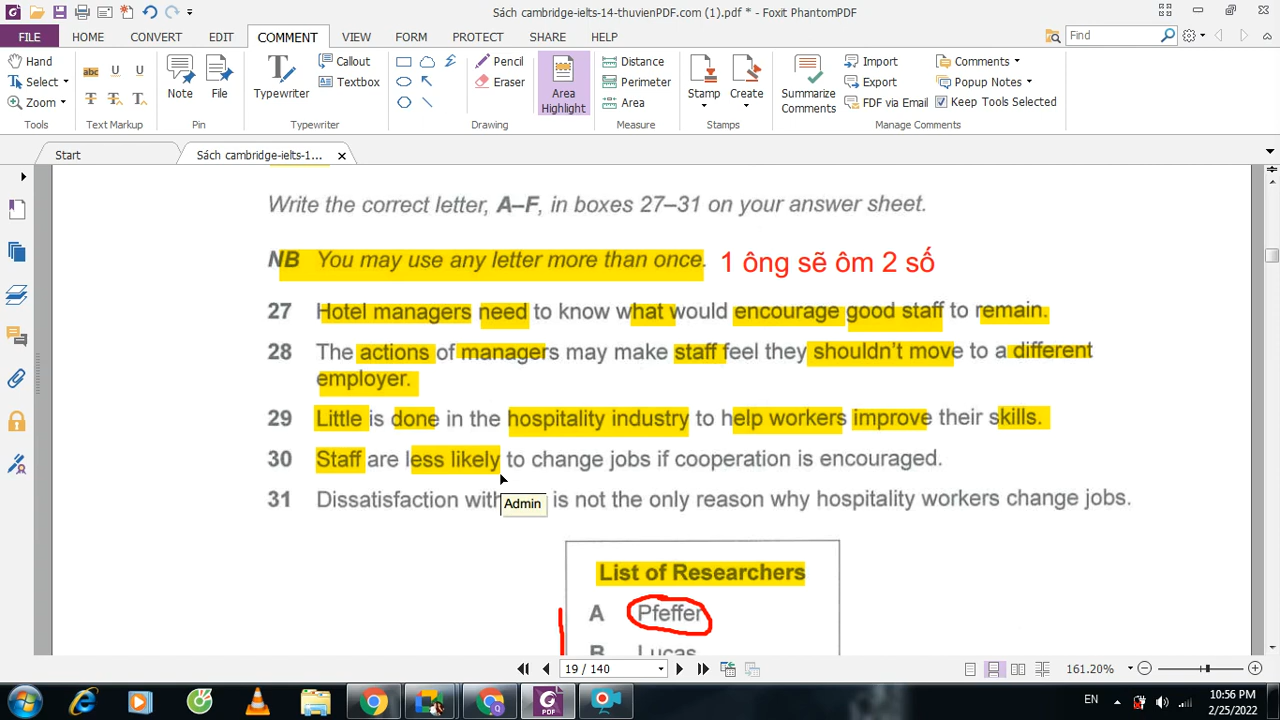 Sách cambridge-ielts-14-thuvienPDF.com (1).pdf * - Foxit PhantomPDF
FILE HOME CONVERT EDIT COMMENT VIEW FORM PROTECT SHARE HELP
Find
Hand
Select
Zoom
Tools
abc U U
T T T
Text Markup
Note File
Pin
Typewriter
Callout
Textbox
Typewriter
Pencil
Eraser
Drawing
Area Highlight
Distance
Perimeter
Area
Measure
Stamp Create
Stamps
Summarize Comments
Import
Export
FDF via Email
Comments
Popup Notes
Keep Tools Selected
Manage Comments
Start
Sách cambridge-ielts-1...
Write the correct letter, A–F, in boxes 27–31 on your answer sheet.
NB You may use any letter more than once. 1 ông sẽ ôm 2 số
27 Hotel managers need to know what would encourage good staff to remain.
28 The actions of managers may make staff feel they shouldn't move to a different
employer.
29 Little is done in the hospitality industry to help workers improve their skills.
30 Staff are less likely to change jobs if cooperation is encouraged.
31 Dissatisfaction with is not the only reason why hospitality workers change jobs.
Admin
List of Researchers
A Pfeffer
B Lucas
19 / 140
161.20%
EN
10:56 PM
2/25/2022